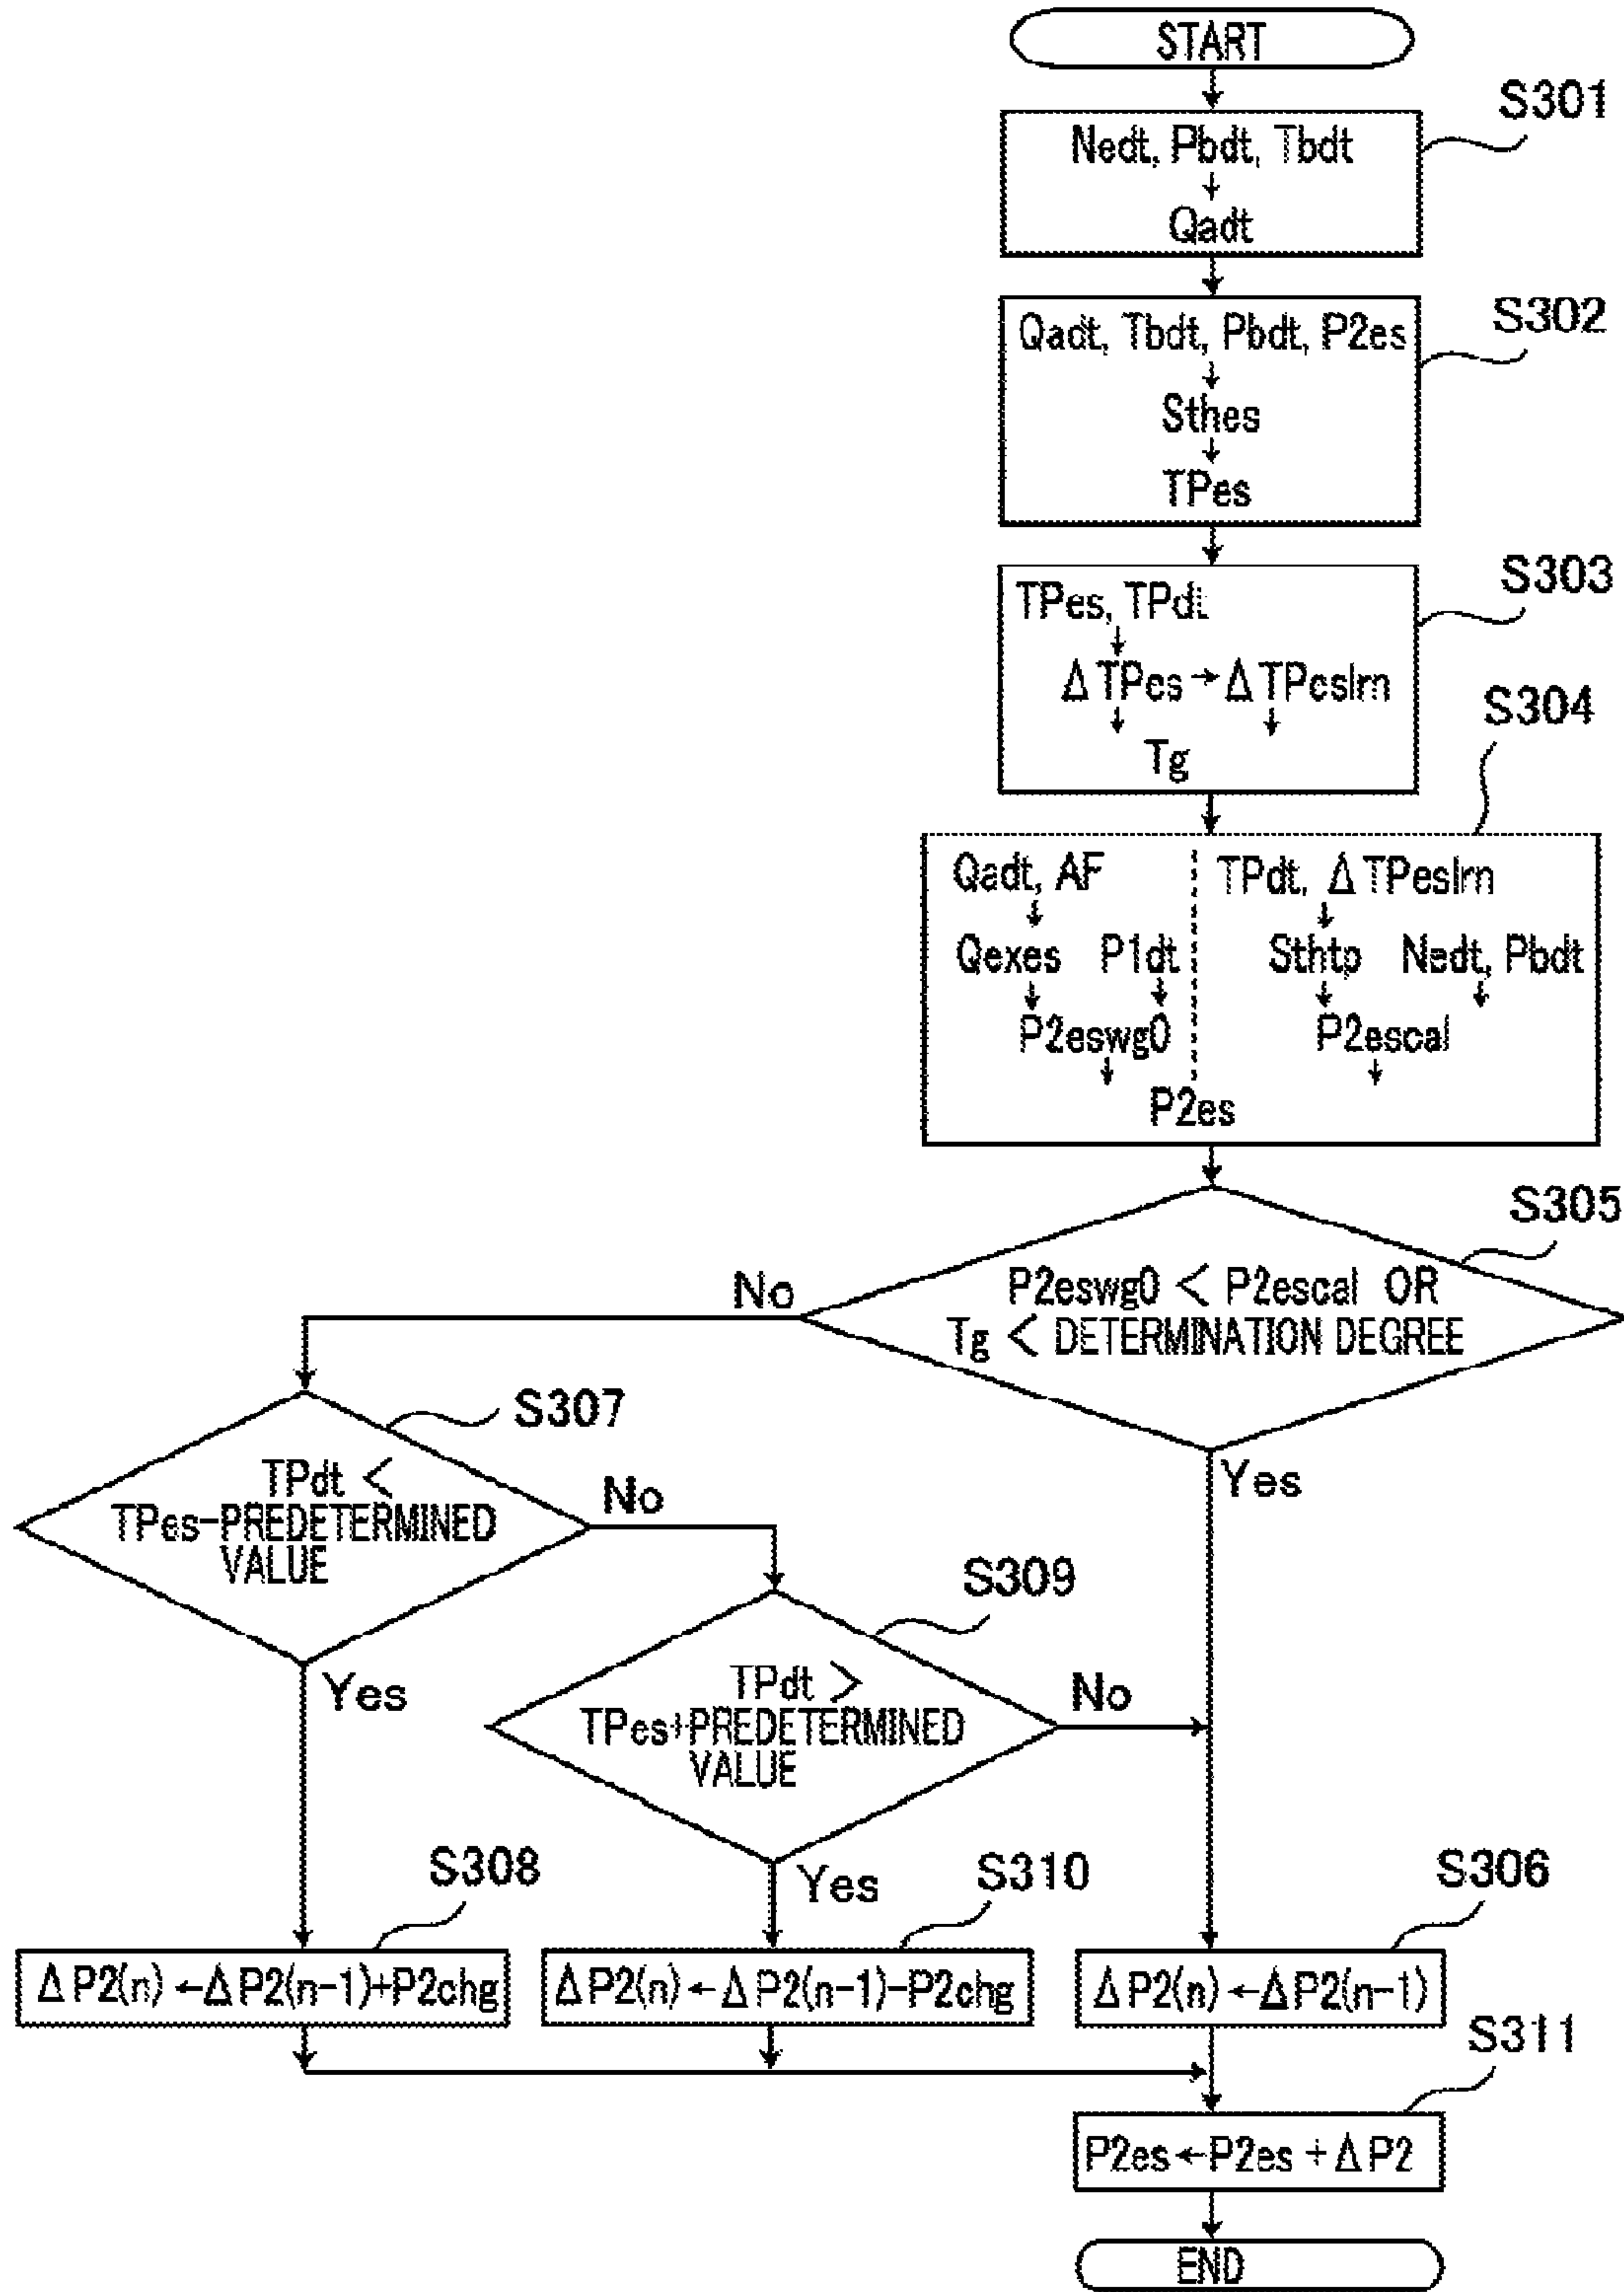 START
S301
Nedt, Pbdt, Tbdt
↓
Qadt
S302
Qadt, Tbdt, Pbdt, P2es
↓
Sthes
↓
TPes
S303
TPes, TPdt
↓
ΔTPes→ΔTPeslrn
↓ ↓
Tg
S304
Qadt, AF
↓
Qexes P1dt
↓ ↓
P2eswg0
↓
TPdt, ΔTPeslrn
↓
Sthtp Nedt, Pbdt
↓ ↓
P2escal
↓
P2es
S305
P2eswg0 < P2escal OR
Tg < DETERMINATION DEGREE
No
Yes
S307
TPdt <
TPes-PREDETERMINED
VALUE
No
Yes
S309
TPdt >
TPes+PREDETERMINED
VALUE
No
Yes
S308
ΔP2(n)←ΔP2(n-1)+P2chg
S310
ΔP2(n)←ΔP2(n-1)-P2chg
S306
ΔP2(n)←ΔP2(n-1)
S311
P2es←P2es+ΔP2
END